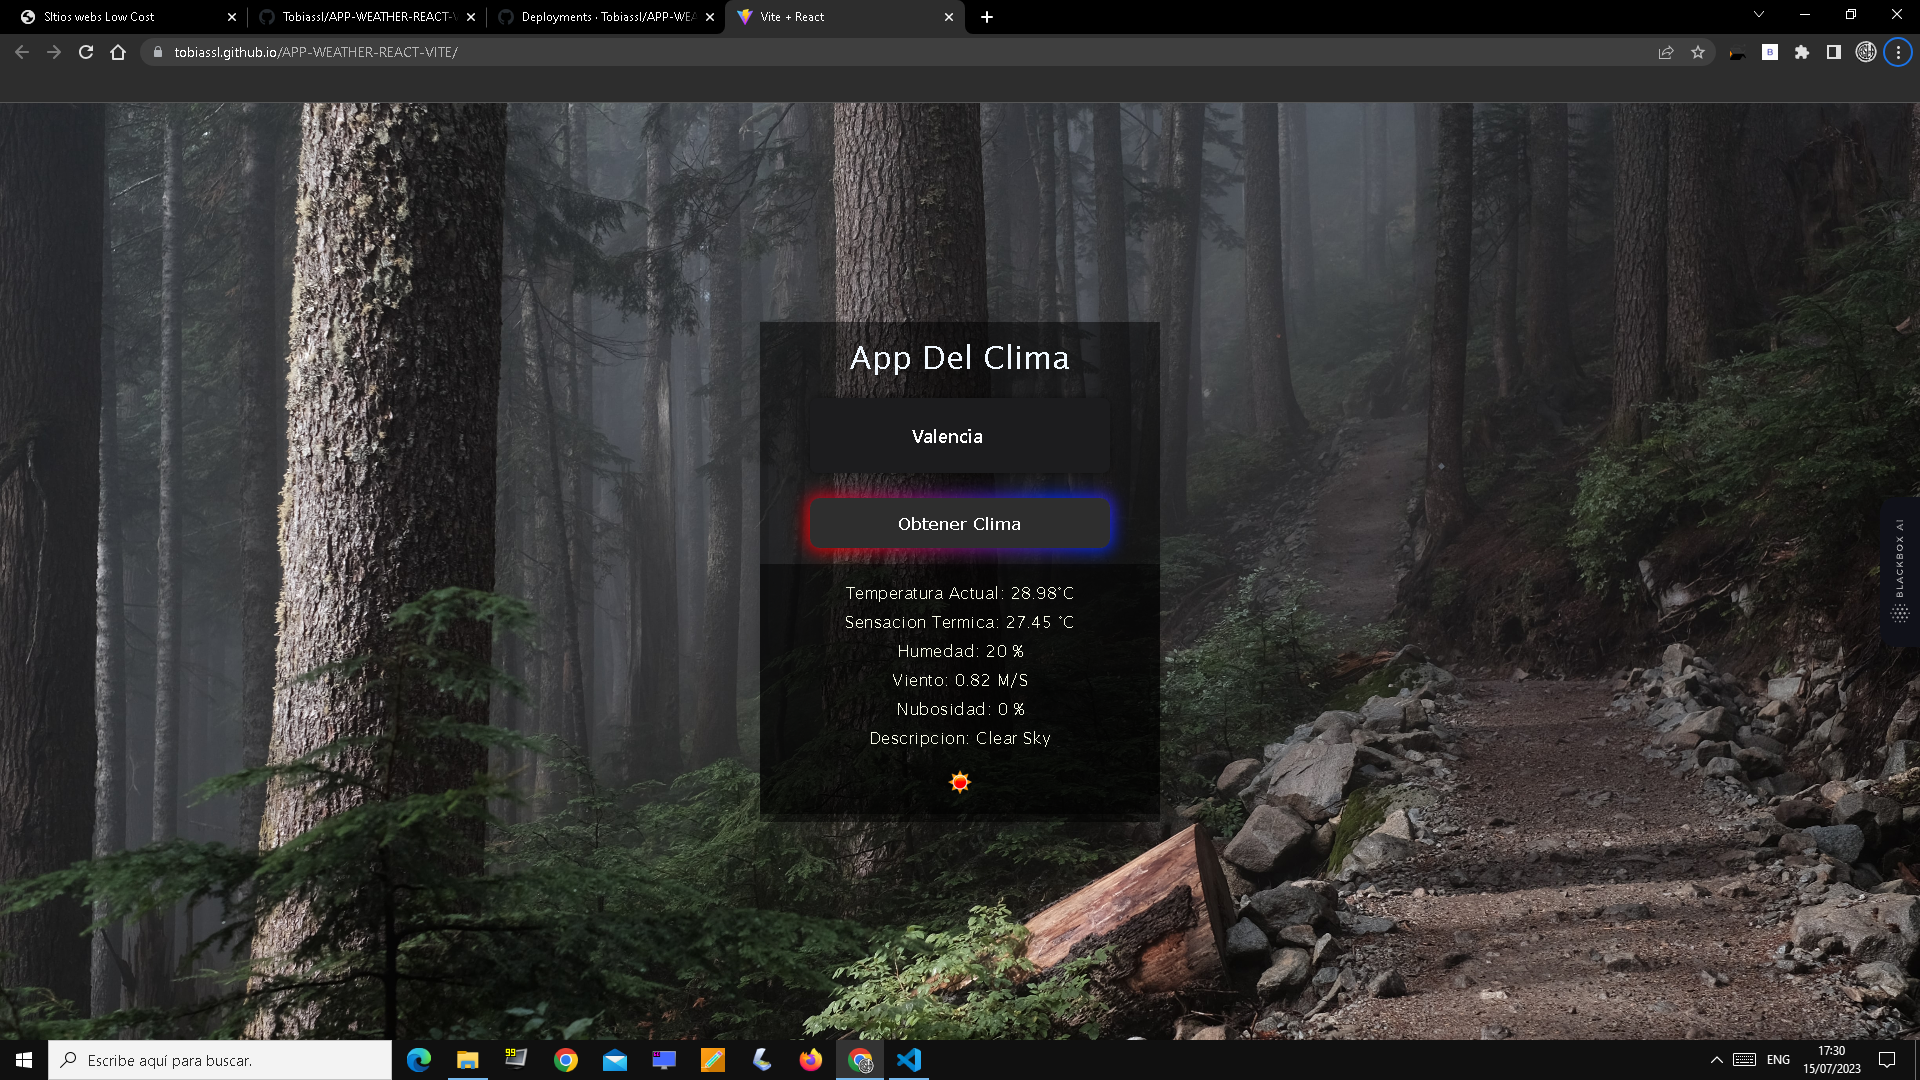 SItios webs Low Cost
Tobiassl/APP-WEATHER-REACT-V
Deployments · Tobiassl/APP-WEA
Vite + React
tobiassl.github.io/APP-WEATHER-REACT-VITE/
B
App Del Clima
Valencia
Obtener Clima
Temperatura Actual: 28.98°C
Sensacion Termica: 27.45 °C
Humedad: 20 %
Viento: 0.82 M/S
Nubosidad: 0 %
Descripcion: Clear Sky
BLACKBOX AI
Escribe aquí para buscar.
99
ENG
17:30
15/07/2023